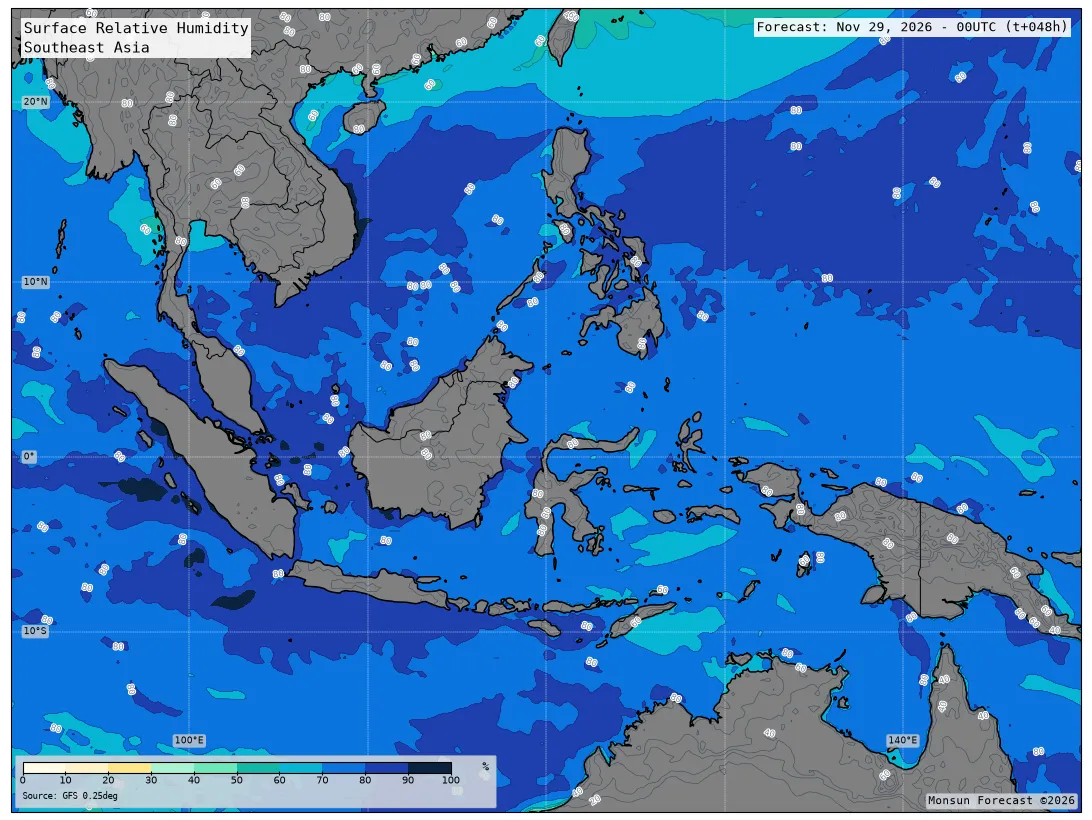 Surface Relative Humidity
Southeast Asia
Forecast: Nov 29, 2026 - 00UTC (t+048h)
20°N
10°N
0°
10°S
100°E
140°E
0 10 20 30 40 50 60 70 80 90 100
%
Source: GFS 0.25deg
Monsun Forecast ©2026